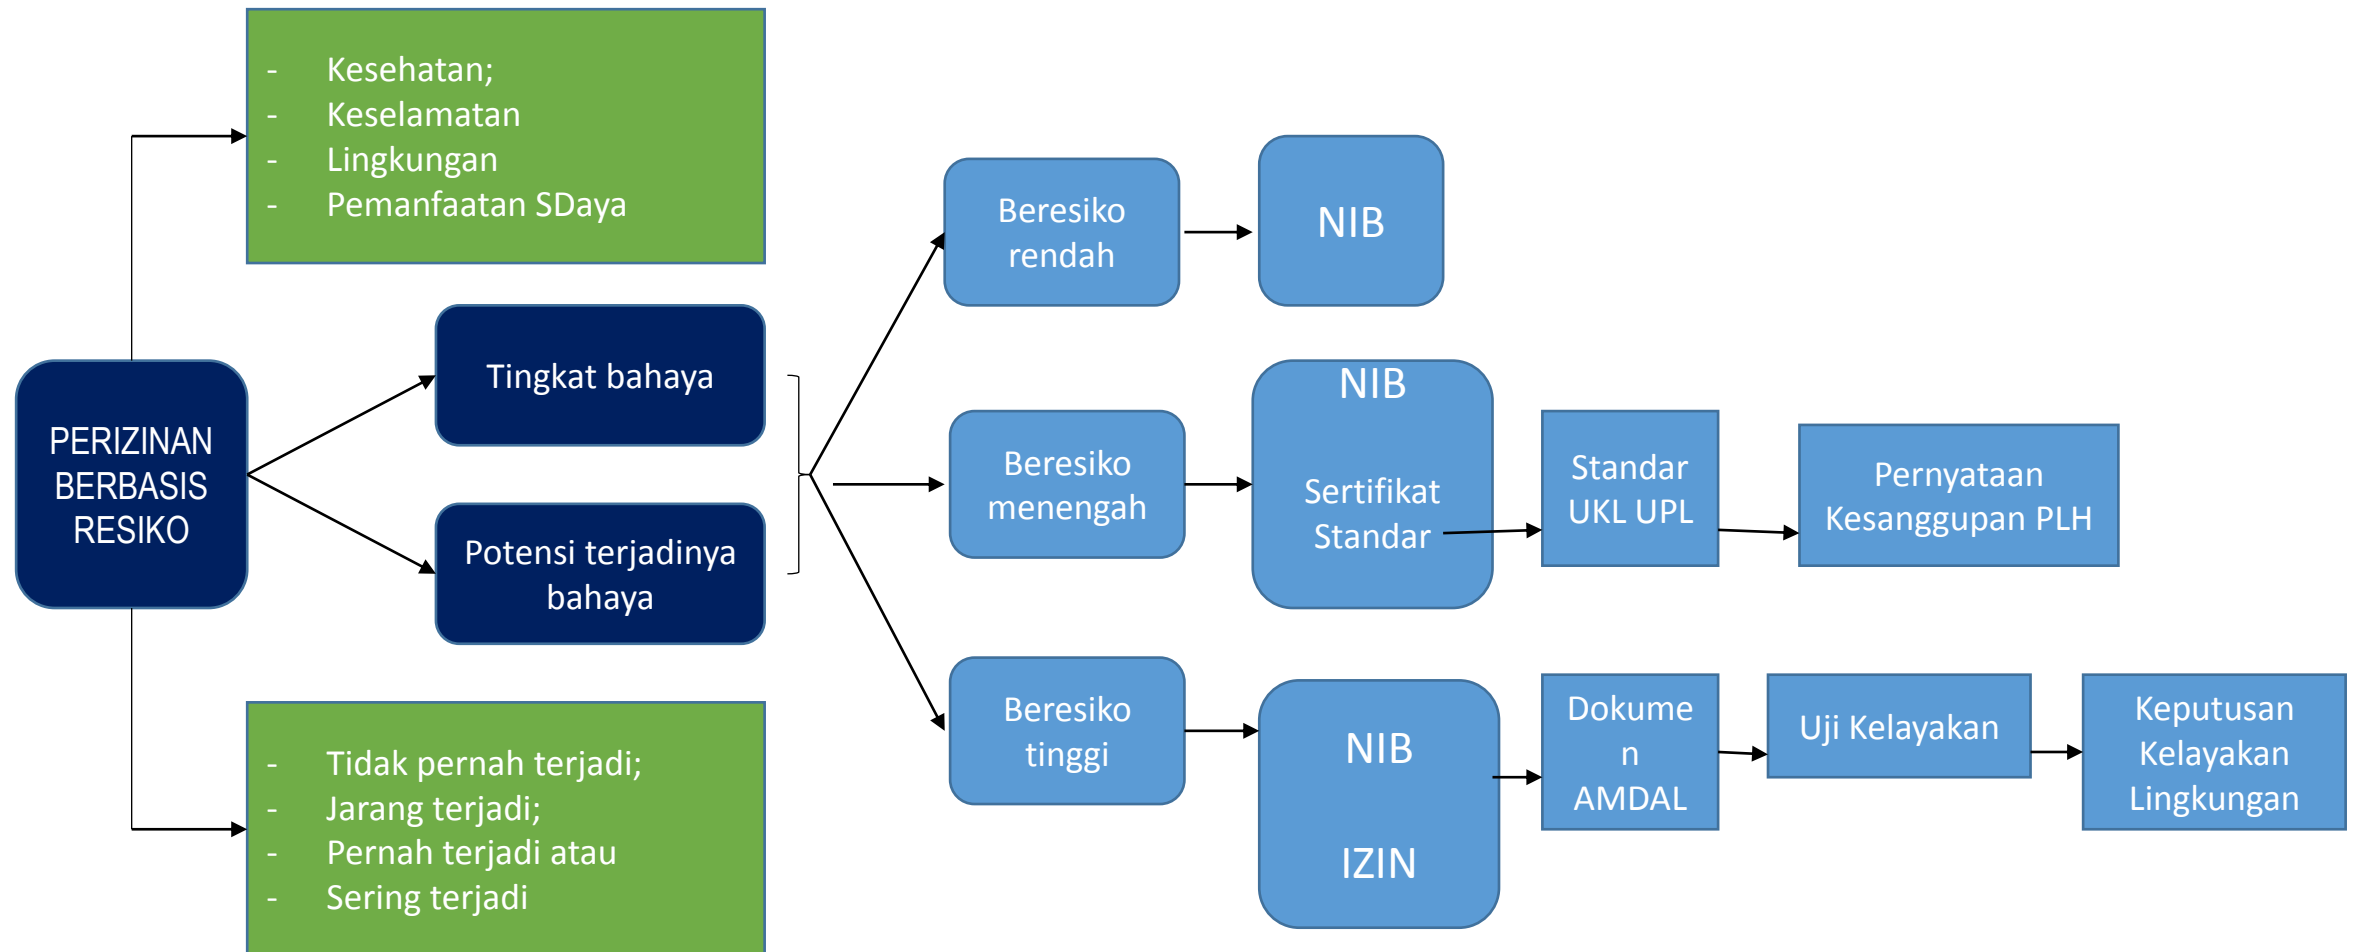 - Kesehatan;
- Keselamatan
- Lingkungan
- Pemanfaatan SDaya
PERIZINAN
BERBASIS
RESIKO
Tingkat bahaya
Potensi terjadinya
bahaya
- Tidak pernah terjadi;
- Jarang terjadi;
- Pernah terjadi atau
- Sering terjadi
Beresiko
rendah
NIB
Beresiko
menengah
NIB
Sertifikat
Standar
Standar
UKL UPL
Pernyataan
Kesanggupan PLH
Beresiko
tinggi
NIB
IZIN
Dokume
n
AMDAL
Uji Kelayakan
Keputusan
Kelayakan
Lingkungan